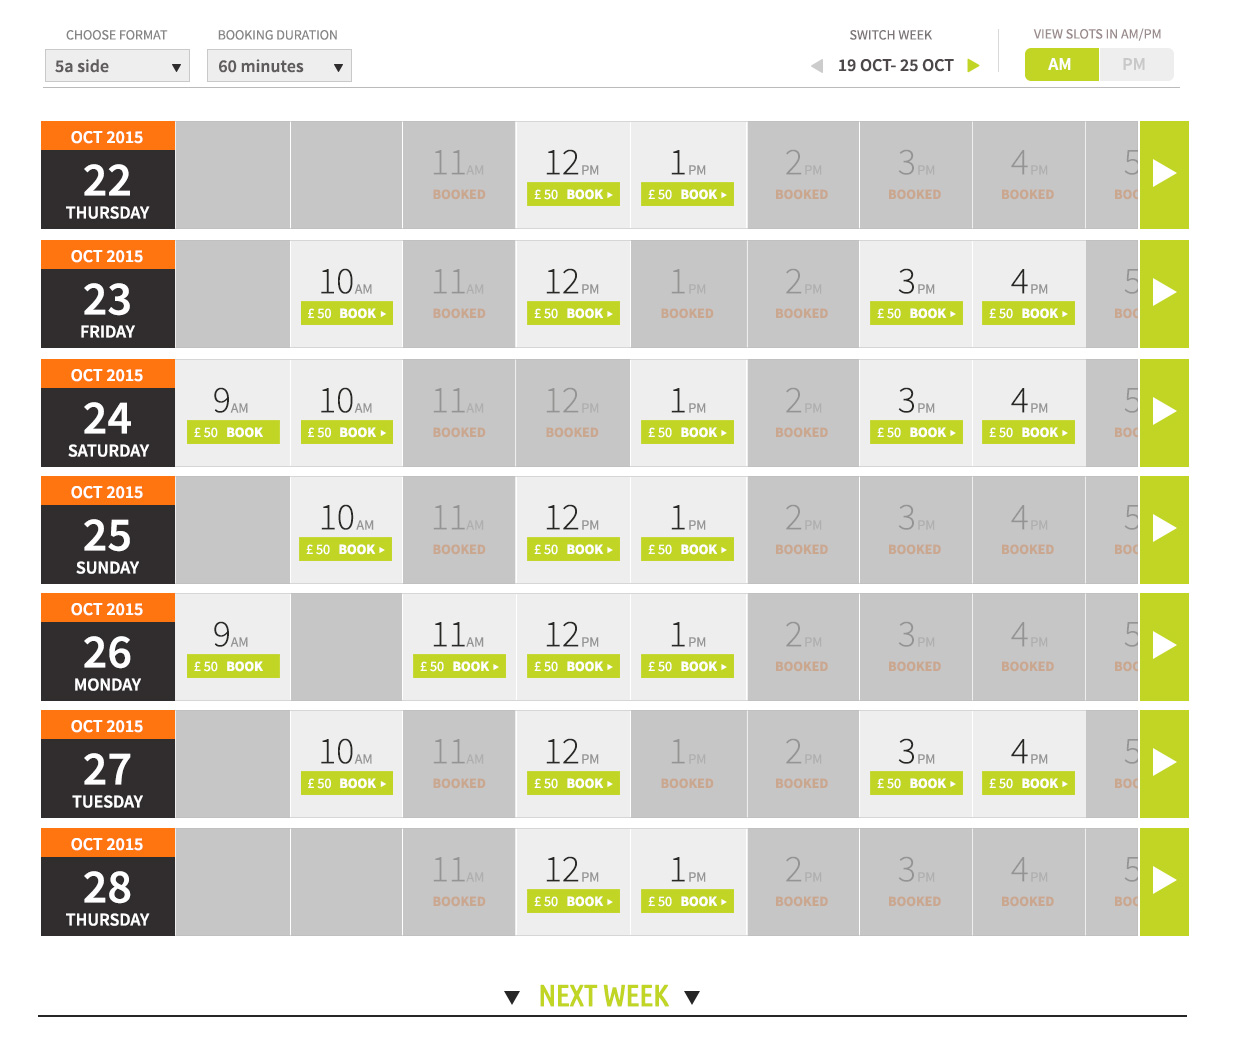 CHOOSE FORMAT BOOKING DURATION SWITCH WEEK VIEW SLOTS IN AM/PM
5a side 60 minutes 19 OCT- 25 OCT AM PM
OCT 2015
22
THURSDAY
11AM 12PM 1PM 2PM 3PM 4PM 5
BOOKED £50 BOOK £50 BOOK BOOKED BOOKED BOOKED BOO
OCT 2015
23
FRIDAY
10AM 11AM 12PM 1PM 2PM 3PM 4PM 5
£50 BOOK BOOKED £50 BOOK BOOKED BOOKED £50 BOOK £50 BOOK BOO
OCT 2015
24
SATURDAY
9AM 10AM 11AM 12PM 1PM 2PM 3PM 4PM 5
£50 BOOK £50 BOOK BOOKED BOOKED £50 BOOK BOOKED £50 BOOK £50 BOOK BOO
OCT 2015
25
SUNDAY
10AM 11AM 12PM 1PM 2PM 3PM 4PM 5
£50 BOOK BOOKED £50 BOOK £50 BOOK BOOKED BOOKED BOOKED BOO
OCT 2015
26
MONDAY
9AM 11AM 12PM 1PM 2PM 3PM 4PM 5
£50 BOOK £50 BOOK £50 BOOK £50 BOOK BOOKED BOOKED BOOKED BOO
OCT 2015
27
TUESDAY
10AM 11AM 12PM 1PM 2PM 3PM 4PM 5
£50 BOOK BOOKED £50 BOOK BOOKED BOOKED £50 BOOK £50 BOOK BOO
OCT 2015
28
THURSDAY
11AM 12PM 1PM 2PM 3PM 4PM 5
BOOKED £50 BOOK £50 BOOK BOOKED BOOKED BOOKED BOO
NEXT WEEK